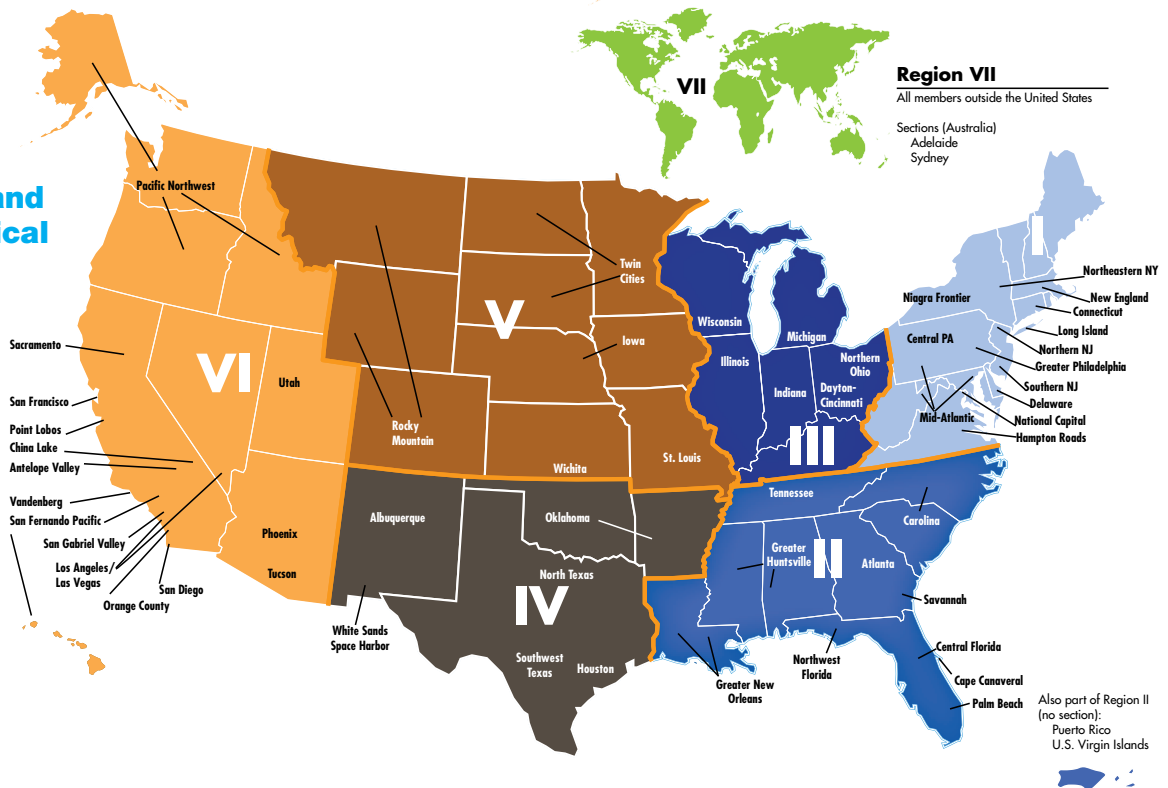 and
ical
VII
Region VII
All members outside the United States
Sections (Australia)
Adelaide
Sydney
Pacific Northwest
Sacramento
San Francisco
Point Lobos
China Lake
Antelope Valley
Vandenberg
San Fernando Pacific
San Gabriel Valley
Los Angeles/
Las Vegas
Orange County
San Diego
VI
Utah
Phoenix
Tucson
V
Twin
Cities
Iowa
Rocky
Mountain
Wichita
St. Louis
Albuquerque
Oklahoma
North Texas
IV
White Sands
Space Harbor
Southwest
Texas
Houston
Wisconsin
Michigan
Illinois
Indiana
Northern
Ohio
Dayton-
Cincinnati
III
Tennessee
Carolina
Greater
Huntsville
II
Atlanta
Savannah
Northwest
Florida
Greater New
Orleans
Central Florida
Cape Canaveral
Palm Beach
I
Northeastern NY
Niagra Frontier
New England
Connecticut
Long Island
Central PA
Northern NJ
Greater Philadelphia
Southern NJ
Delaware
Mid-Atlantic
National Capital
Hampton Roads
Also part of Region II
(no section):
Puerto Rico
U.S. Virgin Islands